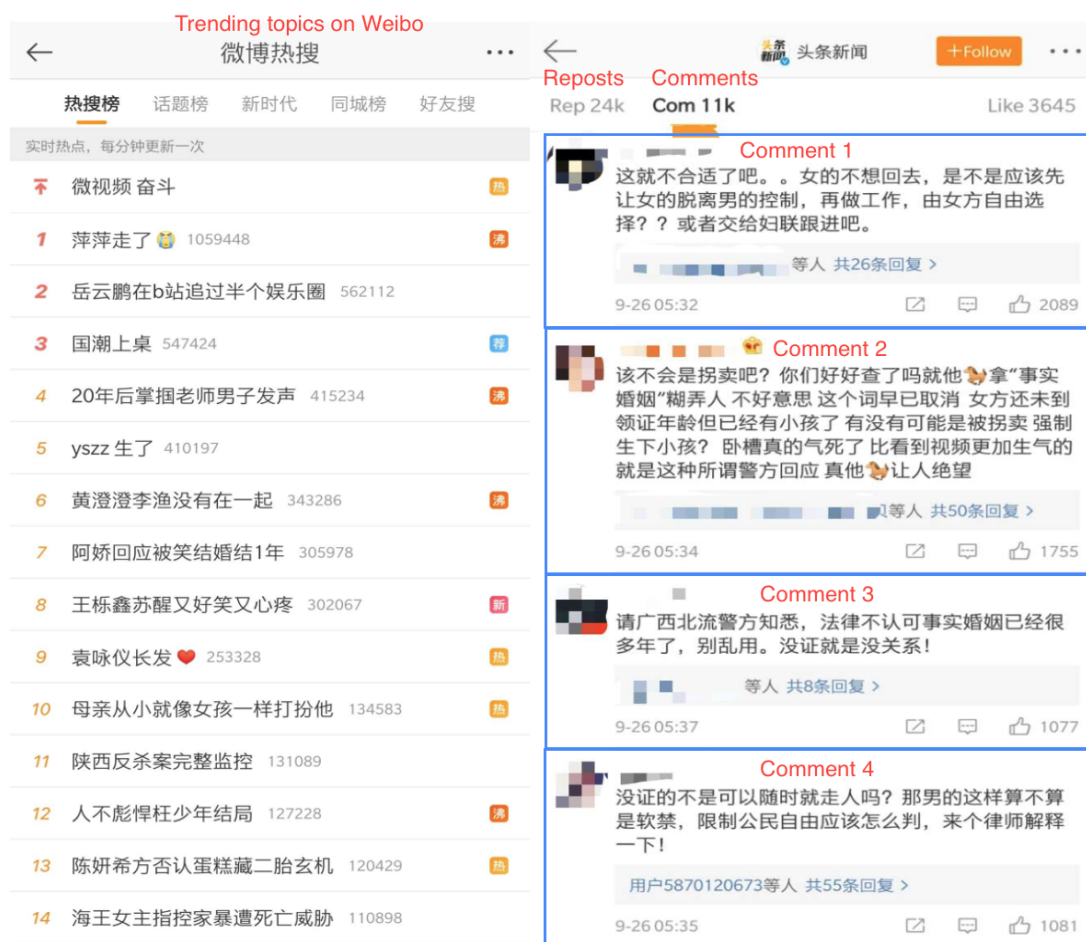 Trending topics on Weibo
微博热搜
热搜榜 话题榜 新时代 同城榜 好友搜
实时热点，每分钟更新一次
微视频 奋斗 热
1 萍萍走了😭 1059448 沸
2 岳云鹏在b站追过半个娱乐圈 562112
3 国潮上桌 547424 荐
4 20年后掌掴老师男子发声 415234 沸
5 yszz 生了 410197
6 黄澄澄李渔没有在一起 343286 沸
7 阿娇回应被笑结婚结1年 305978
8 王栎鑫苏醒又好笑又心疼 302067 新
9 袁咏仪长发❤️ 253328 热
10 母亲从小就像女孩一样打扮他 134583 热
11 陕西反杀案完整监控 131089
12 人不彪悍枉少年结局 127228 沸
13 陈妍希方否认蛋糕藏二胎玄机 120429 热
14 海王女主指控家暴遭死亡威胁 110898
头条新闻 头条新闻 +Follow
Reposts Comments
Rep 24k Com 11k Like 3645
Comment 1
这就不合适了吧。。女的不想回去，是不是应该先
让女的脱离男的控制，再做工作，由女方自由选
择？？或者交给妇联跟进吧。
等人 共26条回复 >
9-26 05:32 2089
Comment 2
该不会是拐卖吧？你们好好查了吗就他🐎拿“事实
婚姻”糊弄人 不好意思 这个词早已取消 女方还未到
领证年龄但已经有小孩了 有没有可能是被拐卖 强制
生下小孩？ 卧槽真的气死了 比看到视频更加生气的
就是这种所谓警方回应 真他🐎让人绝望
等人 共50条回复 >
9-26 05:34 1755
Comment 3
请广西北流警方知悉，法律不认可事实婚姻已经很
多年了，别乱用。没证就是没关系！
等人 共8条回复 >
9-26 05:37 1077
Comment 4
没证的不是可以随时就走人吗？那男的这样算不算
是软禁，限制公民自由应该怎么判，来个律师解释
一下！
用户5870120673等人 共55条回复 >
9-26 05:35 1081